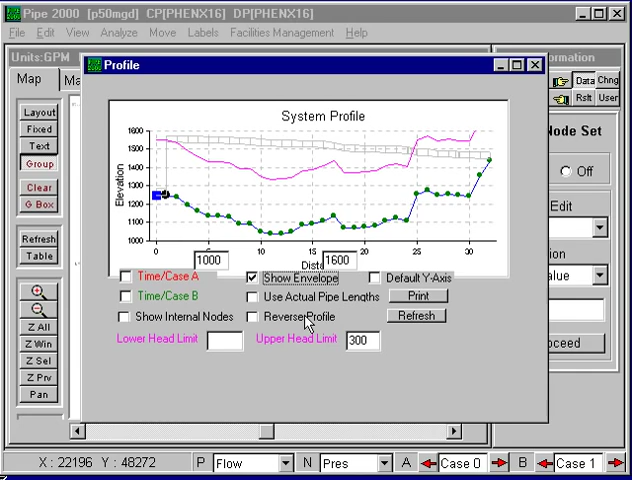 Pipe 2000 [p50mgd] CP[PHENX16] DP[PHENX16]
File Edit View Analyze Move Labels Facilities Management Help
Units:GPM
Map
Layout
Fixed
Text
Group
Clear
G Box
Refresh
Table
Z All
Z Win
Z Sel
Z Prv
Pan
Profile
System Profile
Elevation
1600
1500
1400
1300
1200
1100
1000
0 5 10 15 20 25 30
1000 1600
Time/Case A Show Envelope Default Y-Axis
Time/Case B Use Actual Pipe Lengths Print
Show Internal Nodes Reverse Profile Refresh
Lower Head Limit Upper Head Limit 300
Data Chng
Rslt User
Node Set
Off
Edit
X : 22196 Y : 48272 P Flow N Pres A Case 0 B Case 1